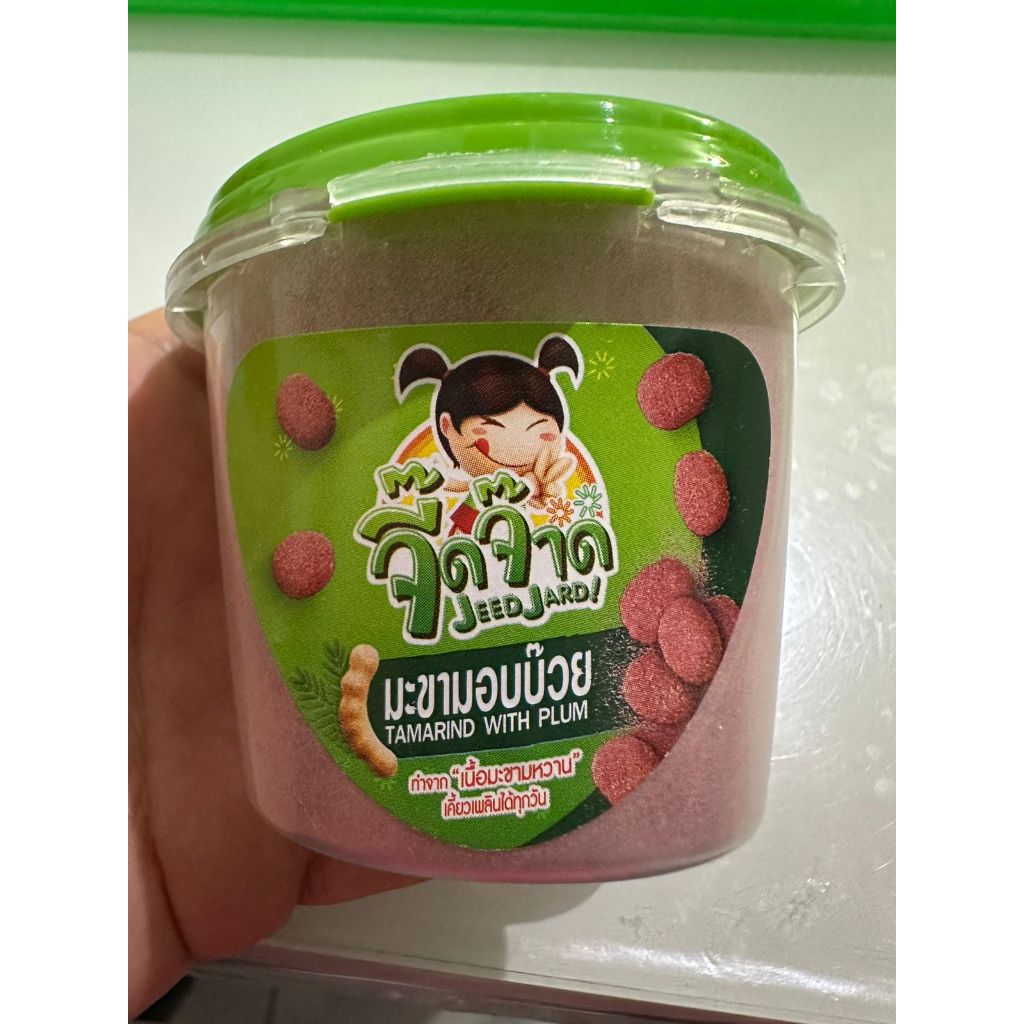 จี๊ดจ๊าด
JEEDJARD!
มะขามอบบ๊วย
TAMARIND WITH PLUM
ทำจาก "เนื้อมะขามหวาน"
เคี้ยวเพลินได้ทุกวัน